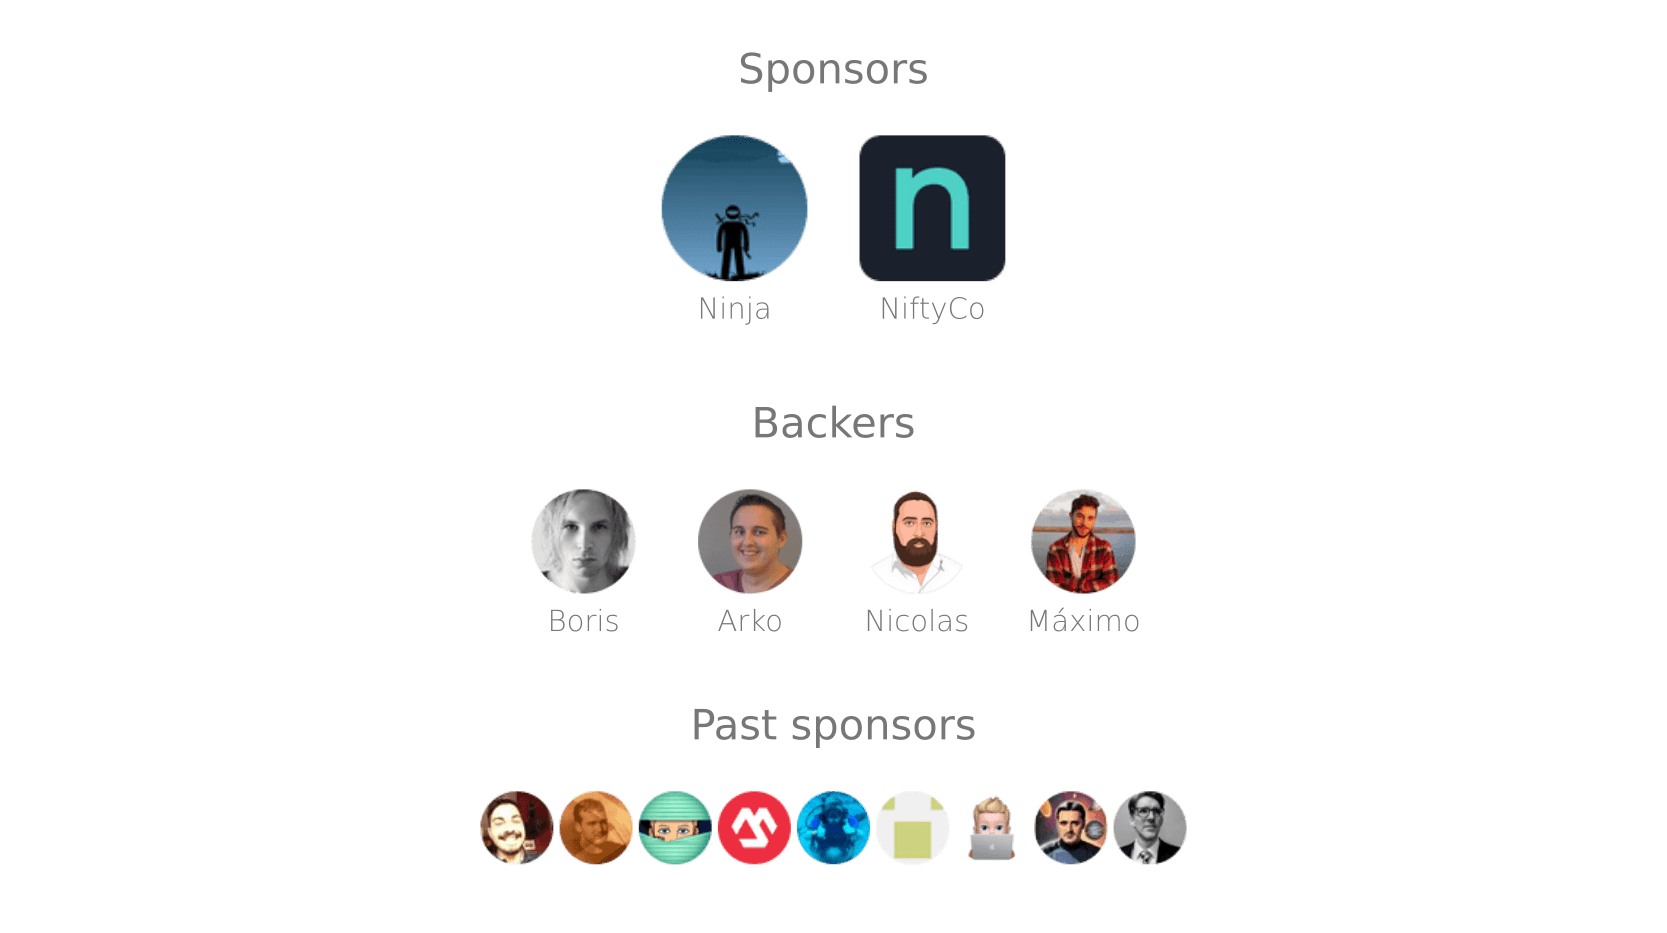 Sponsors
n
Ninja NiftyCo
Backers
Boris Arko Nicolas Máximo
Past sponsors